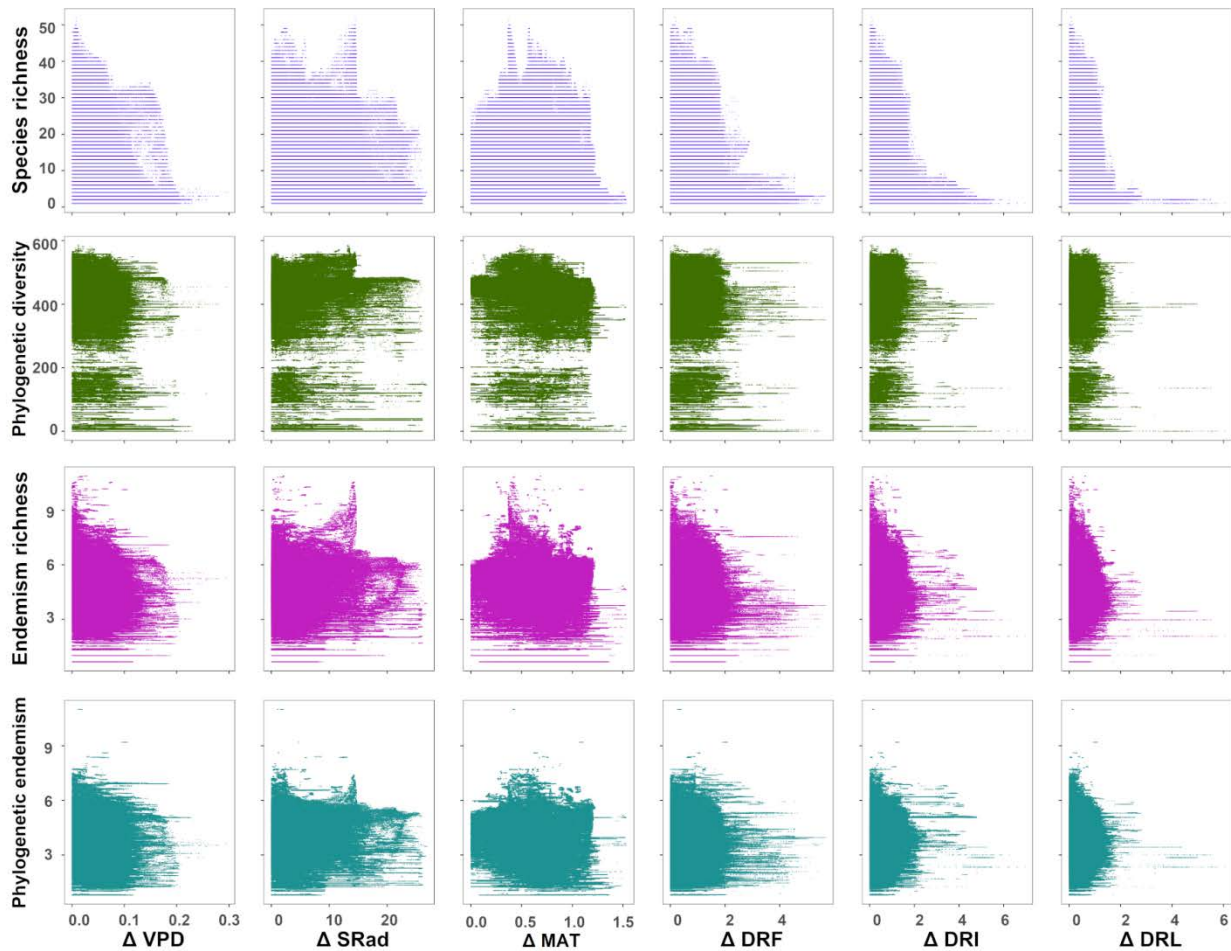 Species richness
50
40
30
20
10
0
Phylogenetic diversity
600
400
200
0
Endemism richness
9
6
3
Phylogenetic endemism
9
6
3
0.0 0.1 0.2 0.3 0 10 20 0.0 0.5 1.0 1.5 0 2 4 0 2 4 6 0 2 4 6
Δ VPD Δ SRad Δ MAT Δ DRF Δ DRI Δ DRL